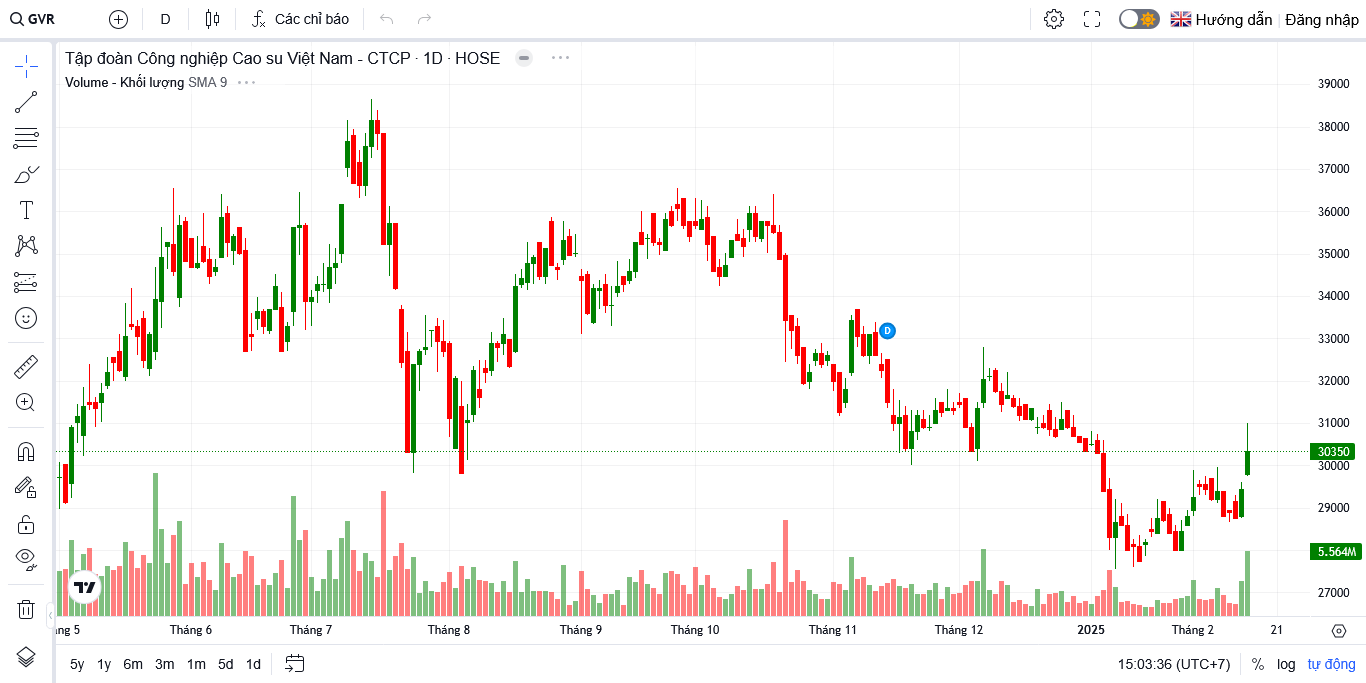 GVR D Các chỉ báo Hướng dẫn Đăng nhập
Tập đoàn Công nghiệp Cao su Việt Nam - CTCP · 1D · HOSE
Volume - Khối lượng SMA 9
39000
38000
37000
36000
35000
34000
33000
D
32000
31000
30350
30000
29000
5.564M
27000
ng 5 Tháng 6 Tháng 7 Tháng 8 Tháng 9 Tháng 10 Tháng 11 Tháng 12 2025 Tháng 2 21
5y 1y 6m 3m 1m 5d 1d 15:03:36 (UTC+7) % log tự động